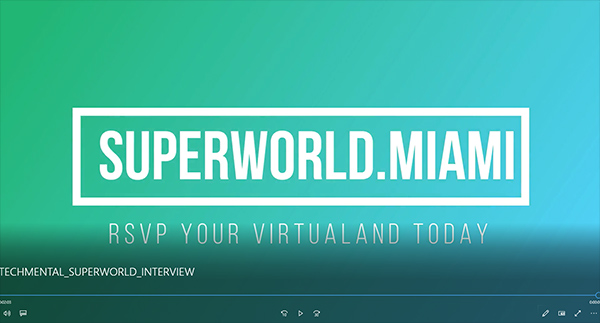 SUPERWORLD.MIAMI
RSVP YOUR VIRTUALAND TODAY
TECHMENTAL_SUPERWORLD_INTERVIEW